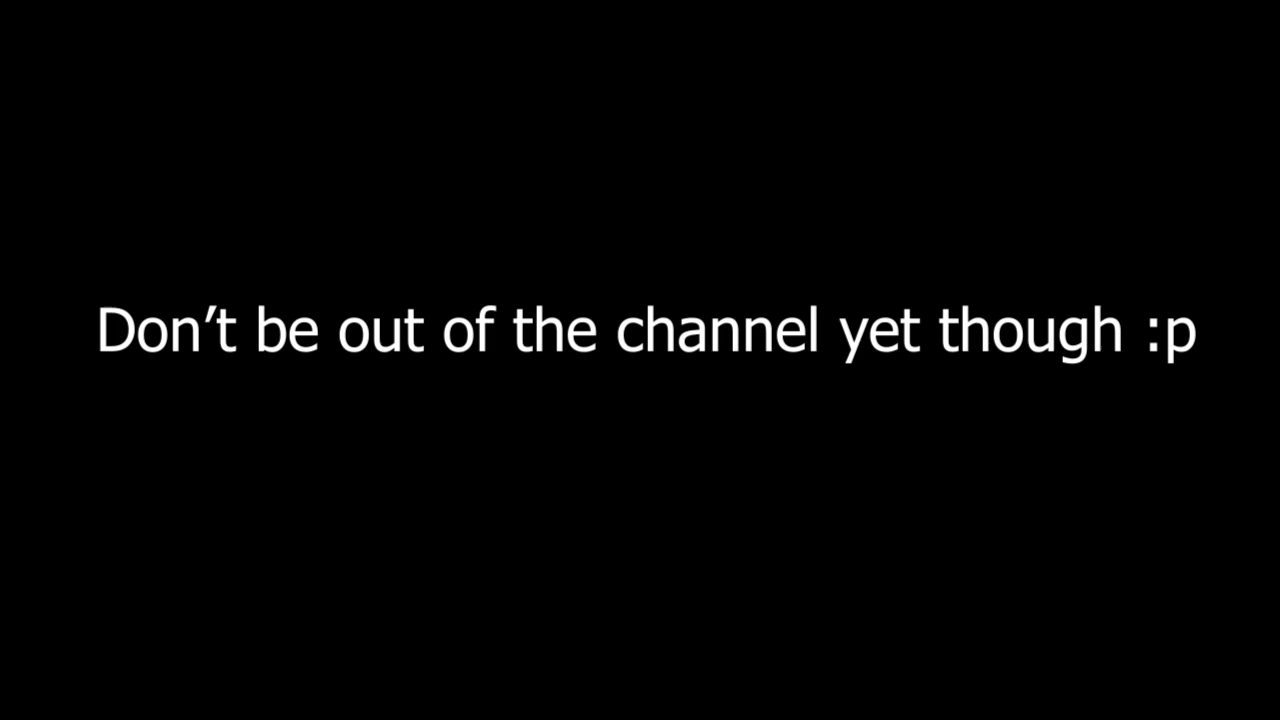 Don’t be out of the channel yet though :p